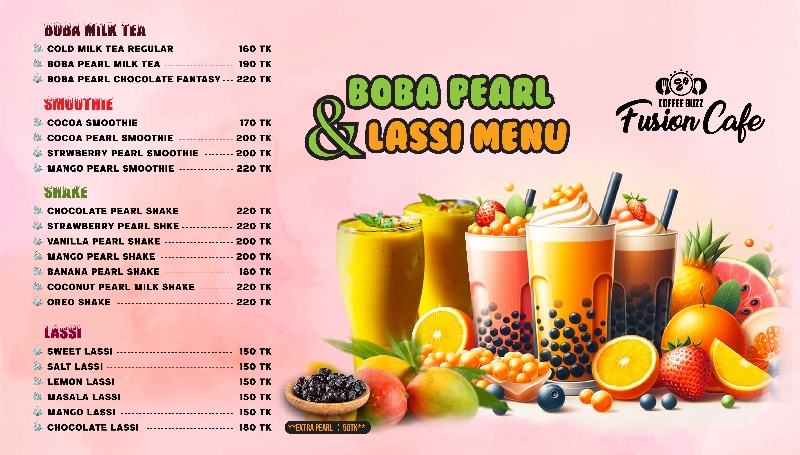 BOBA MILK TEA
COLD MILK TEA REGULAR 160 TK
BOBA PEARL MILK TEA 190 TK
BOBA PEARL CHOCOLATE FANTASY 220 TK
SMOOTHIE
COCOA SMOOTHIE 170 TK
COCOA PEARL SMOOTHIE 200 TK
STRWBERRY PEARL SMOOTHIE 200 TK
MANGO PEARL SMOOTHIE 220 TK
SHAKE
CHOCOLATE PEARL SHAKE 220 TK
STRAWBERRY PEARL SHKE 220 TK
VANILLA PEARL SHAKE 200 TK
MANGO PEARL SHAKE 200 TK
BANANA PEARL SHAKE 180 TK
COCONUT PEARL MILK SHAKE 220 TK
OREO SHAKE 220 TK
LASSI
SWEET LASSI 150 TK
SALT LASSI 150 TK
LEMON LASSI 150 TK
MASALA LASSI 150 TK
MANGO LASSI 150 TK
CHOCOLATE LASSI 180 TK
BOBA PEARL
& LASSI MENU
COFFEE BUZZ
Fusion Cafe
**EXTRA PEARL : 50TK**